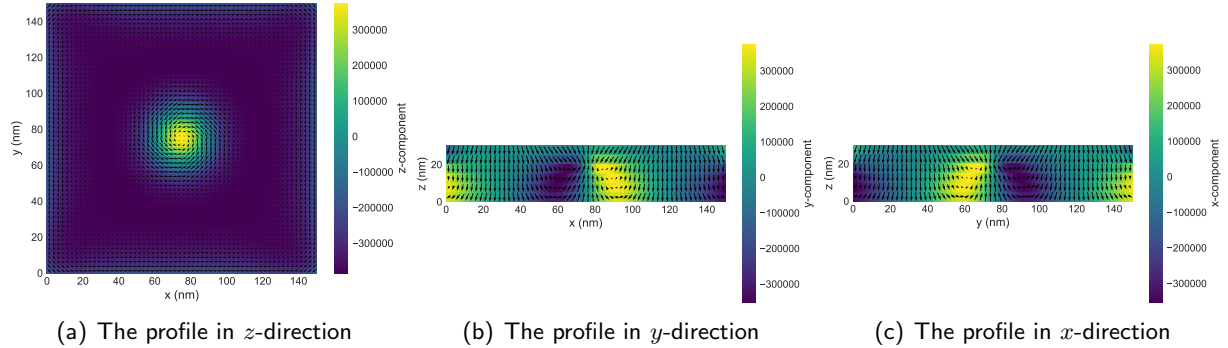 140
120
100
80
60
40
20
0
y (nm)
0 20 40 60 80 100 120 140
x (nm)
300000
200000
100000
0
−100000
−200000
−300000
z-component
(a) The profile in z-direction
20
0
z (nm)
0 20 40 60 80 100 120 140
x (nm)
300000
200000
100000
0
−100000
−200000
−300000
y-component
(b) The profile in y-direction
20
0
z (nm)
0 20 40 60 80 100 120 140
y (nm)
300000
200000
100000
0
−100000
−200000
−300000
x-component
(c) The profile in x-direction